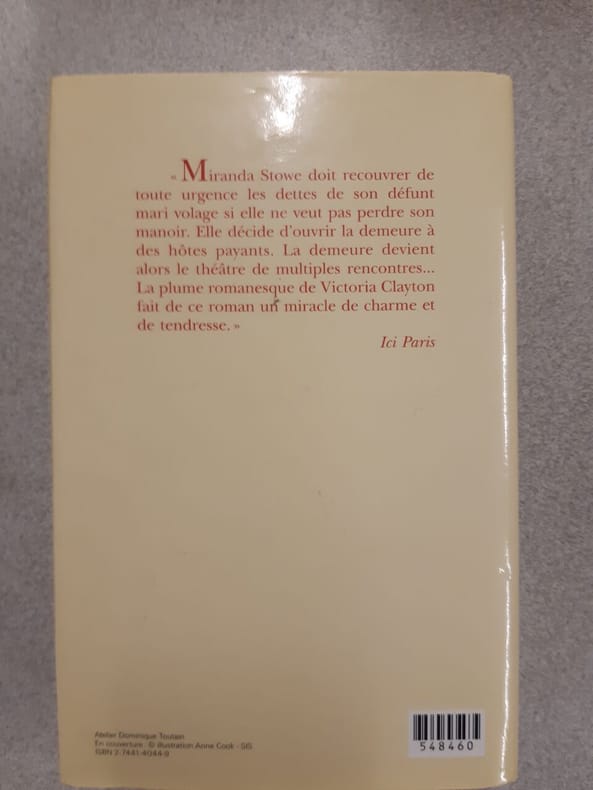 « Miranda Stowe doit recouvrer de
toute urgence les dettes de son défunt
mari volage si elle ne veut pas perdre son
manoir. Elle décide d'ouvrir la demeure à
des hôtes payants. La demeure devient
alors le théâtre de multiples rencontres...
La plume romanesque de Victoria Clayton
fait de ce roman un miracle de charme et
de tendresse. »
Ici Paris
Atelier Dominique Toutain
En couverture : © illustration Anne Cook - SIS
ISBN 2-7441-4044-9
548460